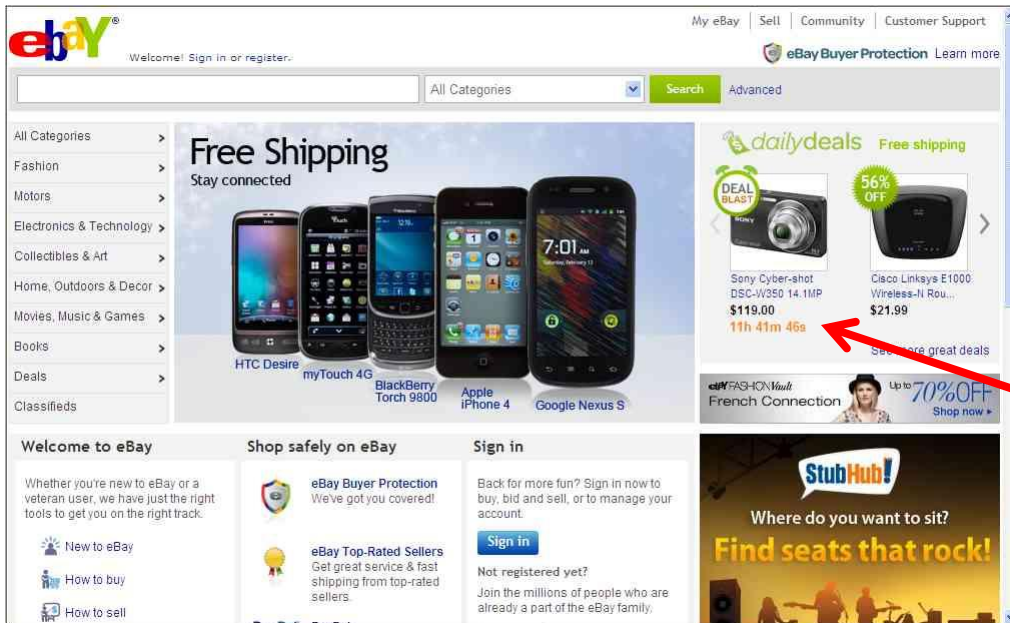 ebay®
My eBay | Sell | Community | Customer Support
Welcome! Sign in or register.
eBay Buyer Protection Learn more
All Categories
Search
Advanced
All Categories
Fashion
Motors
Electronics & Technology
Collectibles & Art
Home, Outdoors & Decor
Movies, Music & Games
Books
Deals
Classifieds
Free Shipping
Stay connected
7:01 AM
HTC Desire
myTouch 4G
BlackBerry
Torch 9800
Apple
iPhone 4
Google Nexus S
dailydeals Free shipping
DEAL
BLAST
SONY
56%
OFF
Sony Cyber-shot
DSC-W350 14.1MP
$119.00
11h 41m 46s
Cisco Linksys E1000
Wireless-N Rou...
$21.99
See more great deals
ebay FASHION Vault
French Connection
Up to 70% OFF
Shop now
Welcome to eBay
Whether you're new to eBay or a
veteran user, we have just the right
tools to get you on the right track.
New to eBay
How to buy
How to sell
Shop safely on eBay
eBay Buyer Protection
We've got you covered!
eBay Top-Rated Sellers
Get great service & fast
shipping from top-rated
sellers.
Sign in
Back for more fun? Sign in now to
buy, bid and sell, or to manage your
account.
Sign in
Not registered yet?
Join the millions of people who are
already a part of the eBay family.
StubHub!
Where do you want to sit?
Find seats that rock!